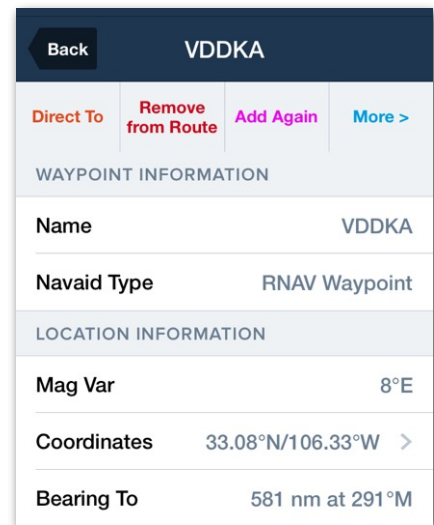 Back VDDKA
Direct To Remove from Route Add Again More >
WAYPOINT INFORMATION
Name VDDKA
Navaid Type RNAV Waypoint
LOCATION INFORMATION
Mag Var 8°E
Coordinates 33.08°N/106.33°W >
Bearing To 581 nm at 291°M